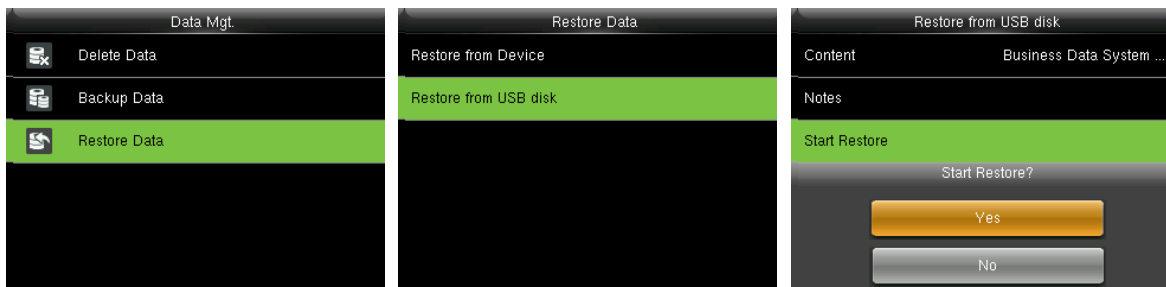 Data Mgt.
Delete Data
Backup Data
Restore Data
Restore Data
Restore from Device
Restore from USB disk
Restore from USB disk
Content Business Data System ...
Notes
Start Restore
Start Restore?
Yes
No